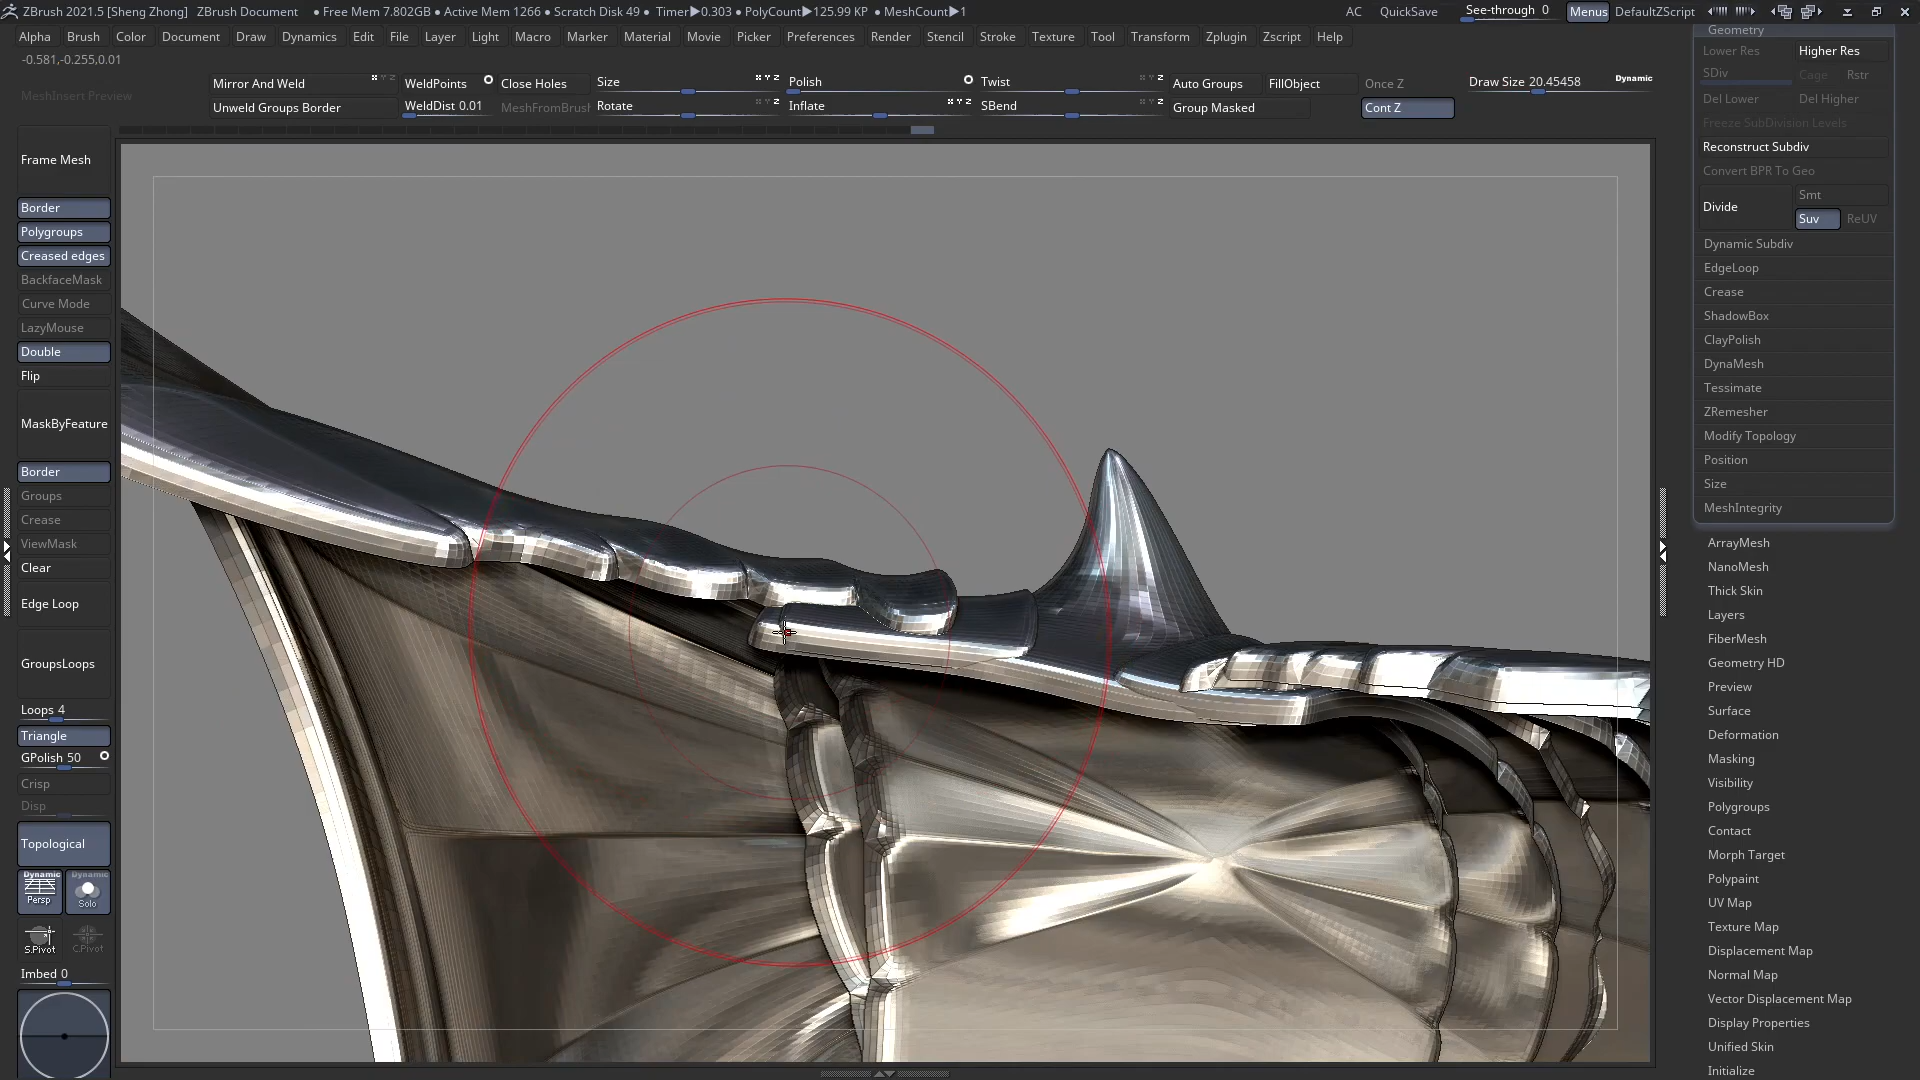 ZBrush 2021.5 [Sheng Zhong] ZBrush Document • Free Mem 7.802GB • Active Mem 1266 • Scratch Disk 49 • Timer▶0.303 • PolyCount▶125.99 KP • MeshCount▶1 AC QuickSave See-through 0 Menus DefaultZScript
Alpha Brush Color Document Draw Dynamics Edit File Layer Light Macro Marker Material Movie Picker Preferences Render Stencil Stroke Texture Tool Transform Zplugin Zscript Help
-0.581,-0.255,0.01
MeshInsert Preview
Mirror And Weld WeldPoints Close Holes Size Polish Twist Auto Groups FillObject Once Z Draw Size 20.45458 Dynamic
Unweld Groups Border WeldDist 0.01 MeshFromBrush Rotate Inflate SBend Group Masked Cont Z
Frame Mesh
Border
Polygroups
Creased edges
BackfaceMask
Curve Mode
LazyMouse
Double
Flip
MaskByFeature
Border
Groups
Crease
ViewMask
Clear
Edge Loop
GroupsLoops
Loops 4
Triangle
GPolish 50
Crisp
Disp
Topological
Dynamic Dynamic
Persp Solo
S.Pivot C.Pivot
Imbed 0
Geometry
Lower Res Higher Res
SDiv Cage Rstr
Del Lower Del Higher
Freeze SubDivision Levels
Reconstruct Subdiv
Convert BPR To Geo
Divide Smt
Suv ReUV
Dynamic Subdiv
EdgeLoop
Crease
ShadowBox
ClayPolish
DynaMesh
Tessimate
ZRemesher
Modify Topology
Position
Size
MeshIntegrity
ArrayMesh
NanoMesh
Thick Skin
Layers
FiberMesh
Geometry HD
Preview
Surface
Deformation
Masking
Visibility
Polygroups
Contact
Morph Target
Polypaint
UV Map
Texture Map
Displacement Map
Normal Map
Vector Displacement Map
Display Properties
Unified Skin
Initialize